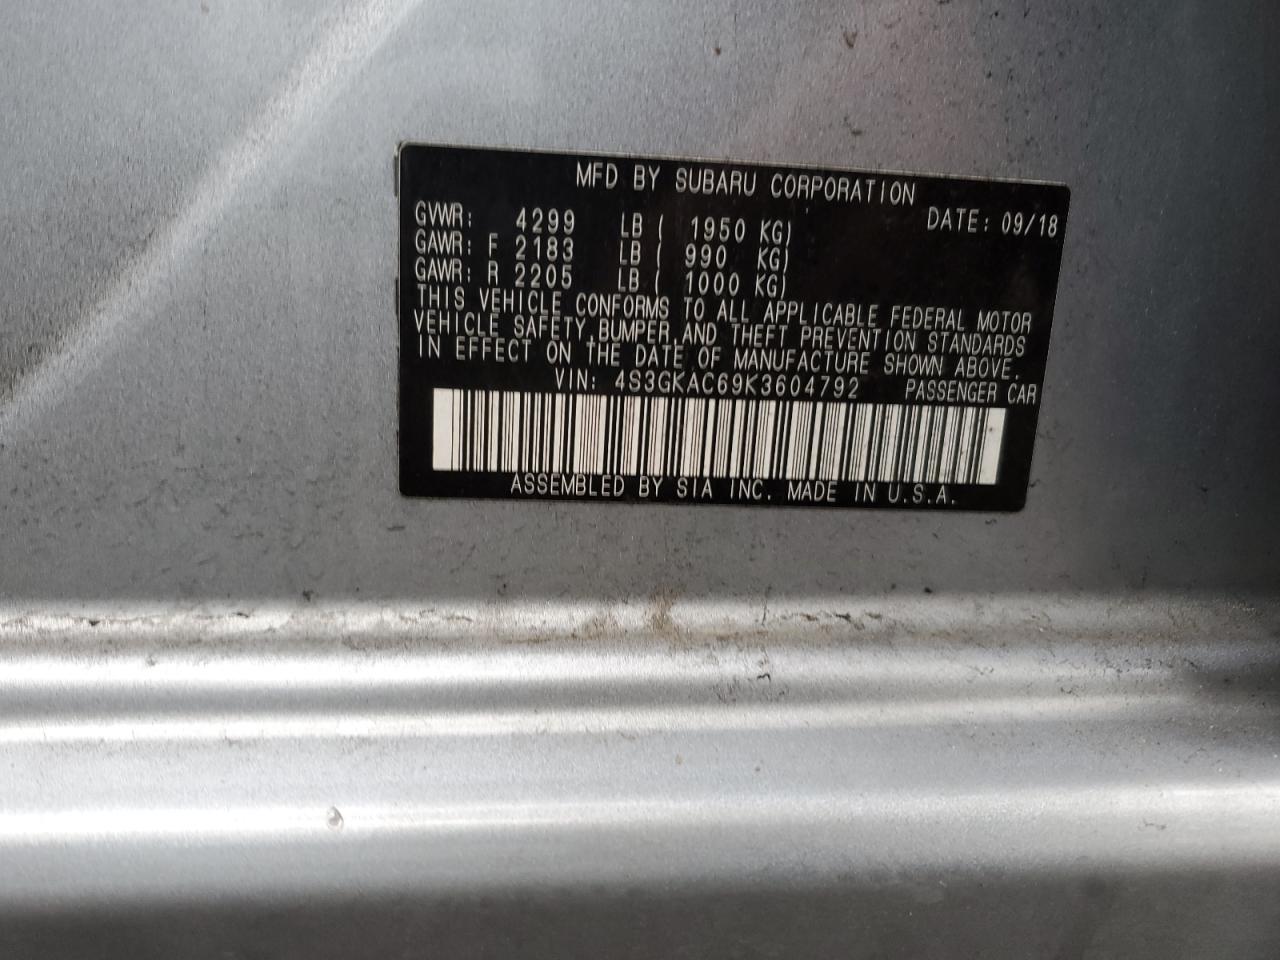 MFD BY SUBARU CORPORATION
DATE: 09/18
GVWR: 4299 LB ( 1950 KG)
GAWR: F 2183 LB ( 990 KG)
GAWR: R 2205 LB ( 1000 KG)
THIS VEHICLE CONFORMS TO ALL APPLICABLE FEDERAL MOTOR
VEHICLE SAFETY,BUMPER,AND THEFT PREVENTION STANDARDS
IN EFFECT ON THE DATE OF MANUFACTURE SHOWN ABOVE.
VIN: 4S3GKAC69K3604792 PASSENGER CAR
ASSEMBLED BY SIA INC. MADE IN U.S.A.